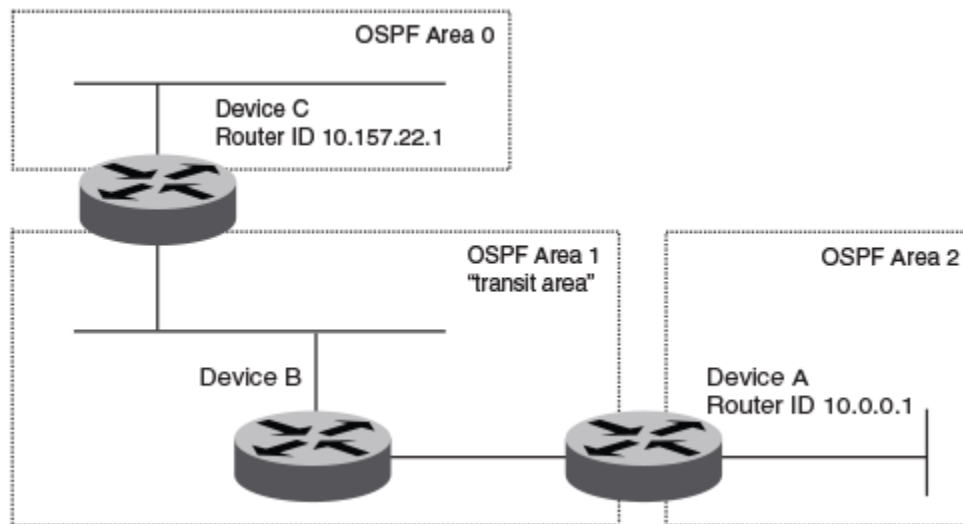 OSPF Area 0
Device C
Router ID 10.157.22.1
OSPF Area 1
“transit area”
OSPF Area 2
Device B
Device A
Router ID 10.0.0.1